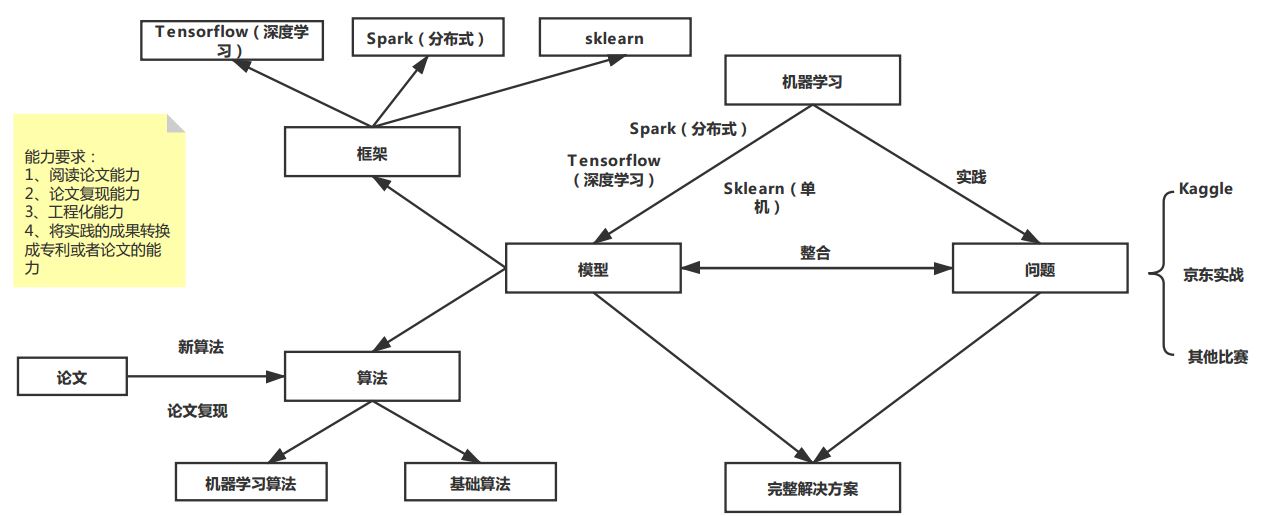 Tensorflow（深度学
习）
Spark（分布式）
sklearn
机器学习
框架
Spark（分布式）
Tensorflow
（深度学习）
Sklearn（单
机）
实践
能力要求：
1、阅读论文能力
2、论文复现能力
3、工程化能力
4、将实践的成果转换
成专利或者论文的能
力
Kaggle
京东实战
其他比赛
模型
整合
问题
新算法
论文
算法
论文复现
机器学习算法
基础算法
完整解决方案